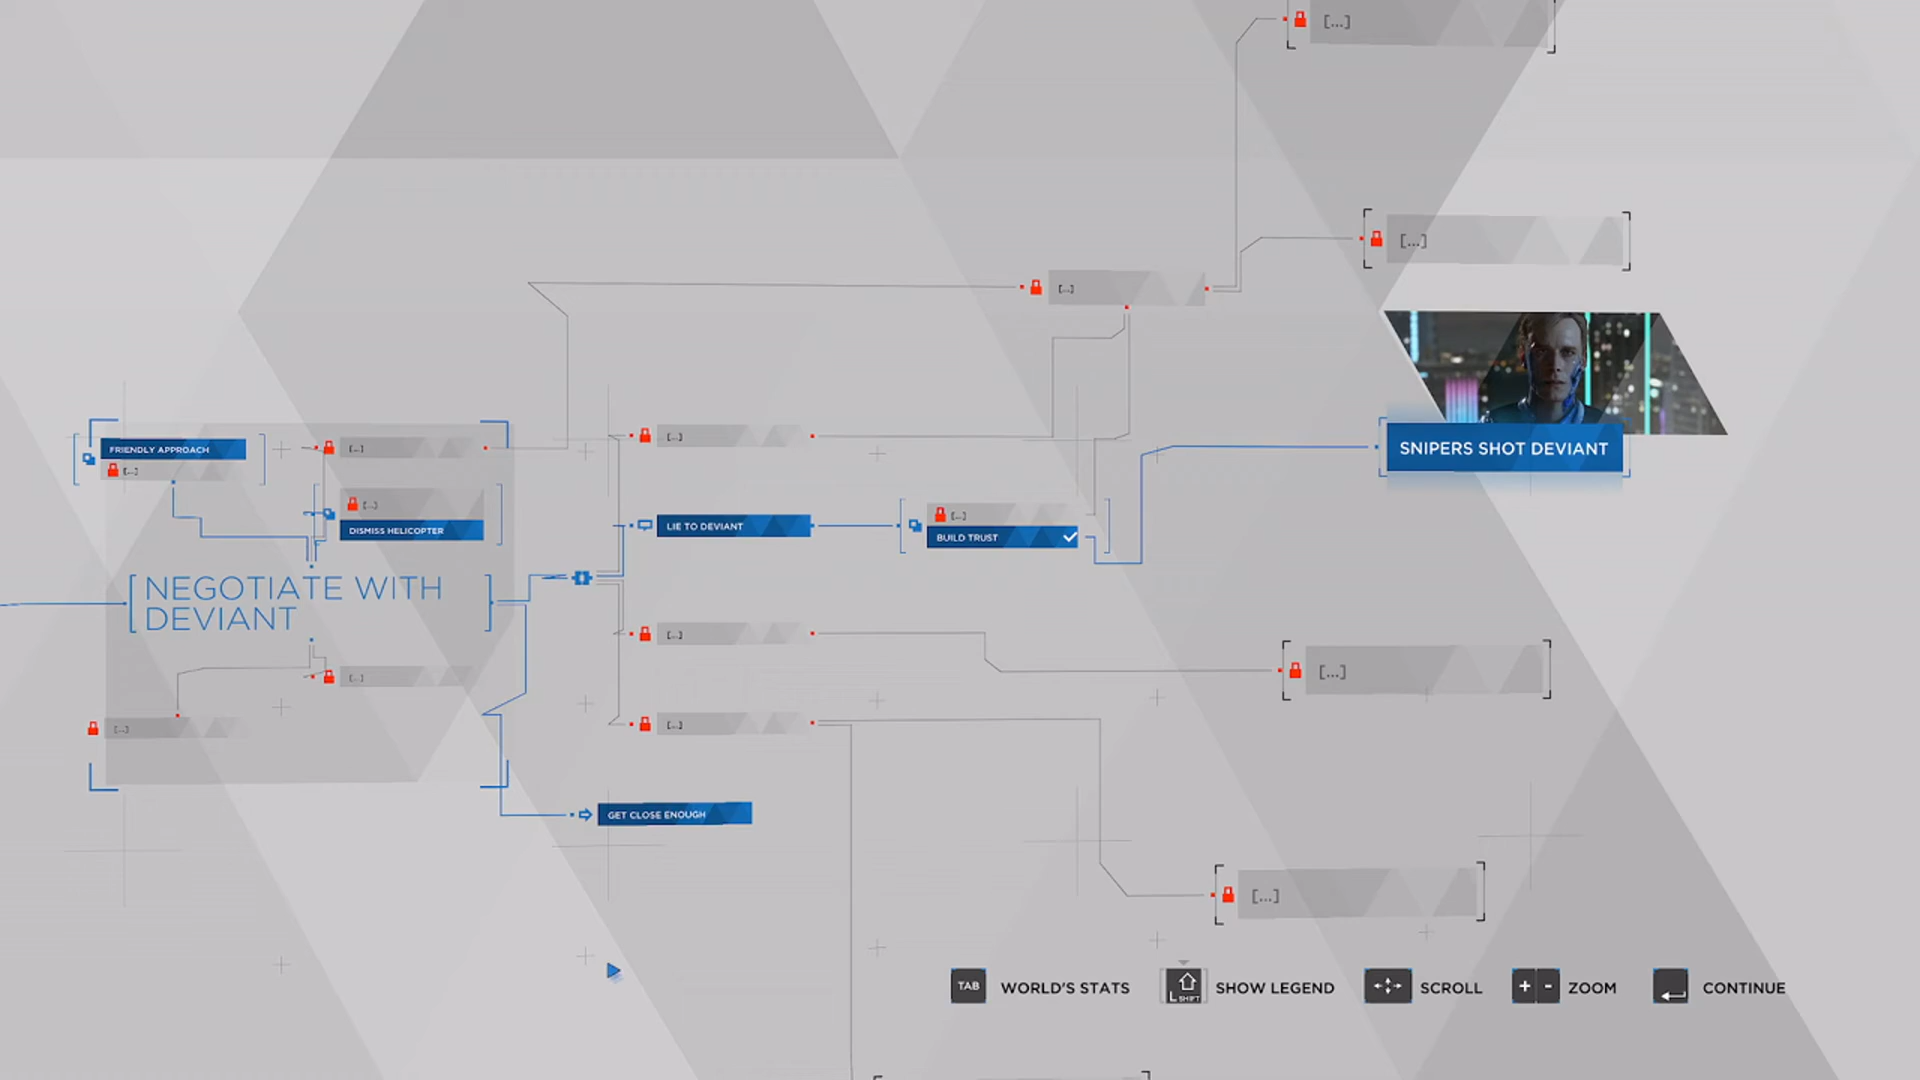 [...]
[...]
[...]
FRIENDLY APPROACH
[...]
[...]
[...]
DISMISS HELICOPTER
[...]
SNIPERS SHOT DEVIANT
LIE TO DEVIANT
[...]
BUILD TRUST
NEGOTIATE WITH
DEVIANT
[...]
[...]
[...]
[...]
[...]
GET CLOSE ENOUGH
[...]
TAB WORLD'S STATS
L SHIFT SHOW LEGEND
SCROLL
+ - ZOOM
CONTINUE